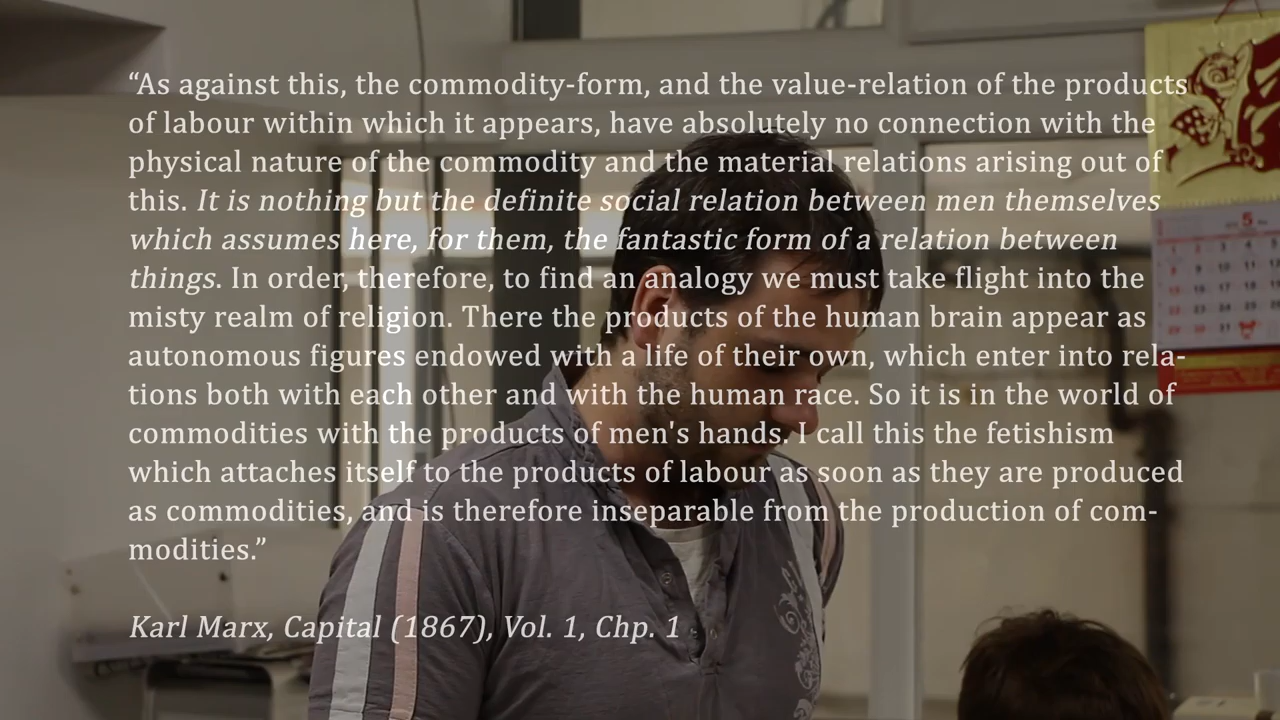 “As against this, the commodity-form, and the value-relation of the products
of labour within which it appears, have absolutely no connection with the
physical nature of the commodity and the material relations arising out of
this. It is nothing but the definite social relation between men themselves
which assumes here, for them, the fantastic form of a relation between
things. In order, therefore, to find an analogy we must take flight into the
misty realm of religion. There the products of the human brain appear as
autonomous figures endowed with a life of their own, which enter into rela-
tions both with each other and with the human race. So it is in the world of
commodities with the products of men's hands. I call this the fetishism
which attaches itself to the products of labour as soon as they are produced
as commodities, and is therefore inseparable from the production of com-
modities.”
Karl Marx, Capital (1867), Vol. 1, Chp. 1
5